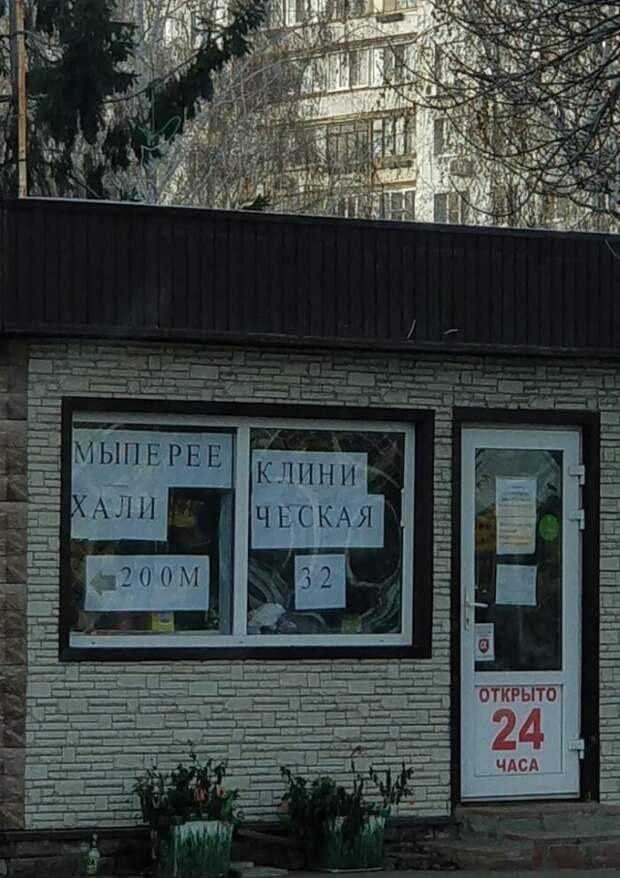 МЫПЕРЕЕ
ХАЛИ
200М
КЛИНИ
ЧЕСКАЯ
32
ОТКРЫТО
24
ЧАСА